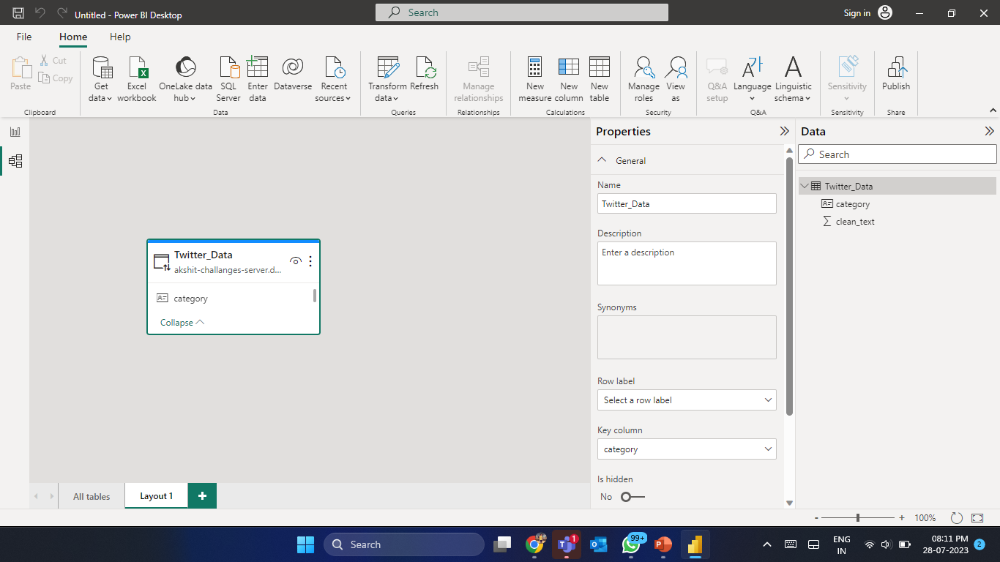 Untitled - Power BI Desktop
Search
Sign in
File
Home
Help
Paste
Cut
Copy
Clipboard
Get data
Excel workbook
OneLake data hub
SQL Server
Enter data
Dataverse
Recent sources
Data
Transform data
Refresh
Queries
Manage relationships
Relationships
New measure
New column
New table
Calculations
Manage roles
View as
Security
Q&A setup
Language
Linguistic schema
Q&A
Sensitivity
Sensitivity
Publish
Share
Twitter_Data
akshit-challanges-server.d...
category
Collapse
Properties
General
Name
Twitter_Data
Description
Enter a description
Synonyms
Row label
Select a row label
Key column
category
Is hidden
No
Data
Search
Twitter_Data
category
clean_text
All tables
Layout 1
+
- + 100%
Search
1
99+
ENG
IN
08:11 PM
28-07-2023
2